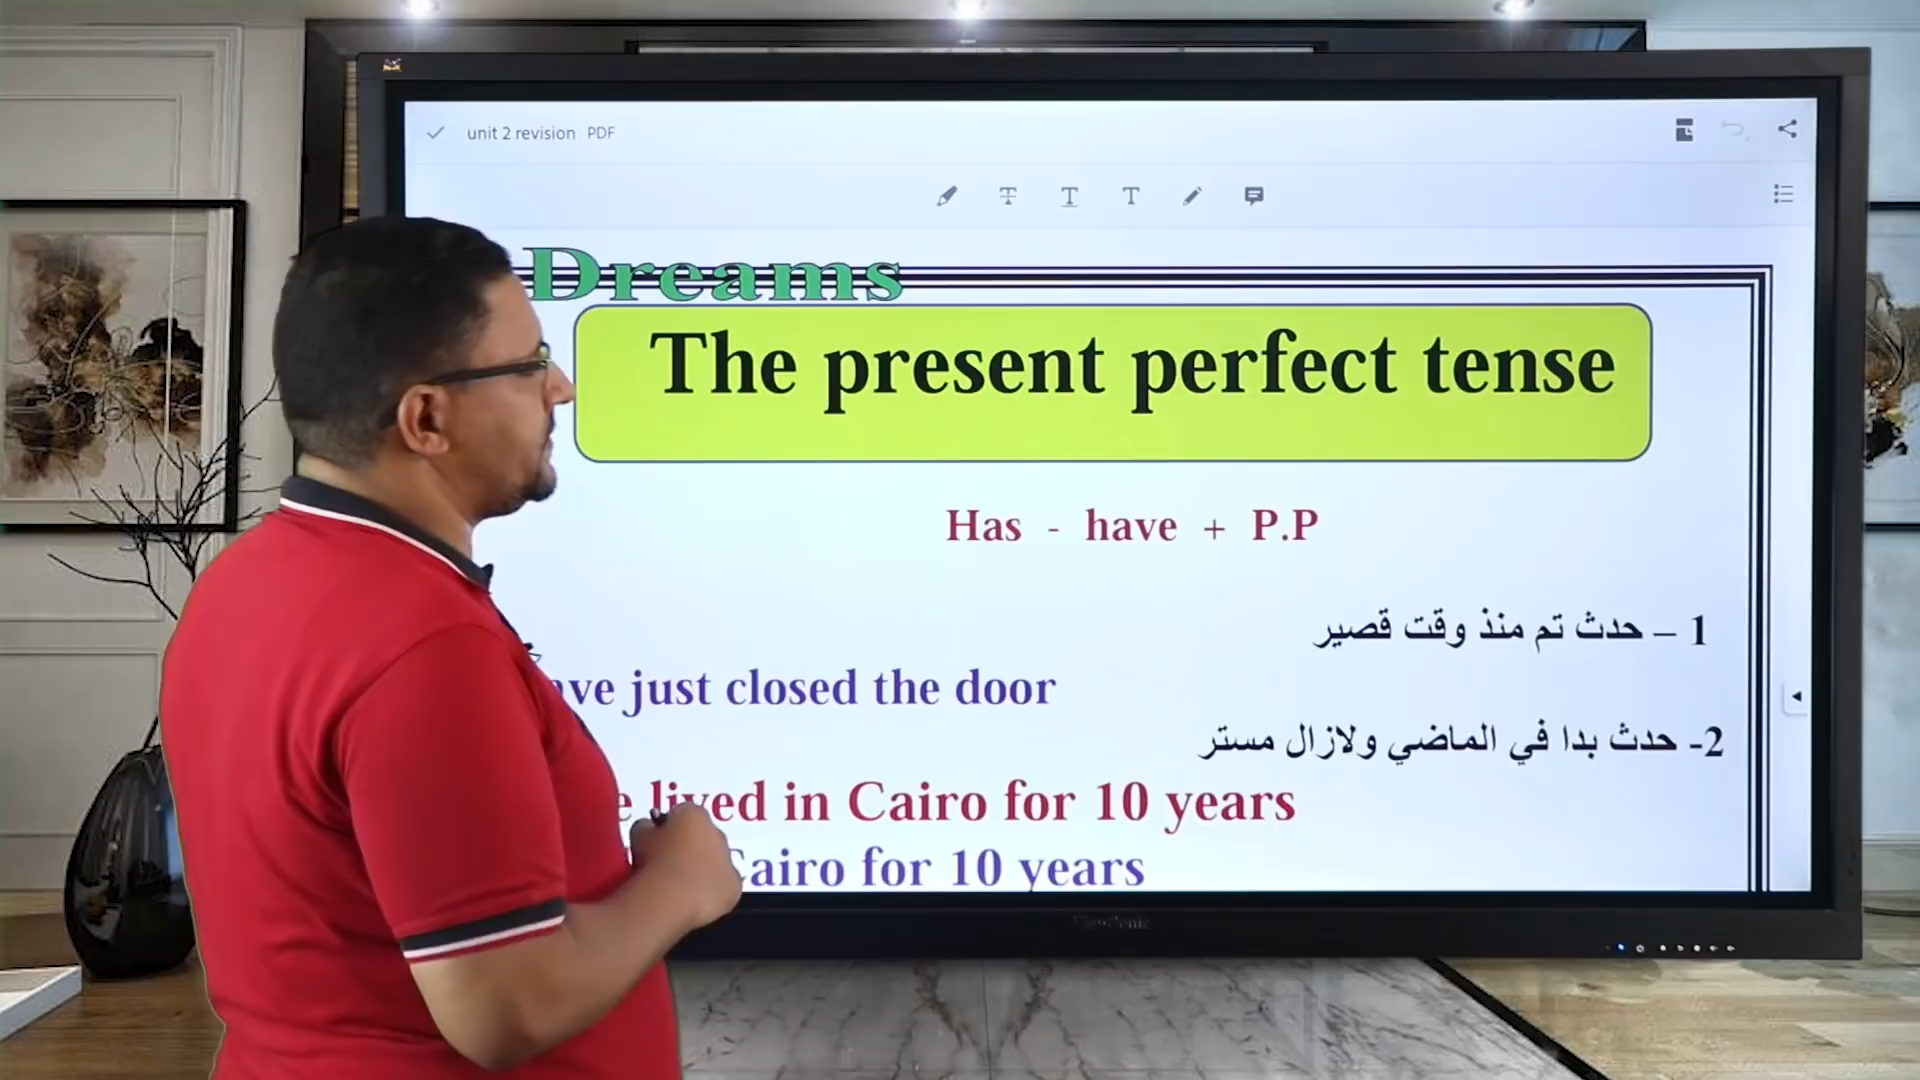 unit 2 revision PDF
Dreams
The present perfect tense
Has - have + P.P
1 – حدث تم منذ وقت قصير
just closed the door
2- حدث بدا في الماضي ولازال مستر
lived in Cairo for 10 years
Cairo for 10 years
ViewSonic